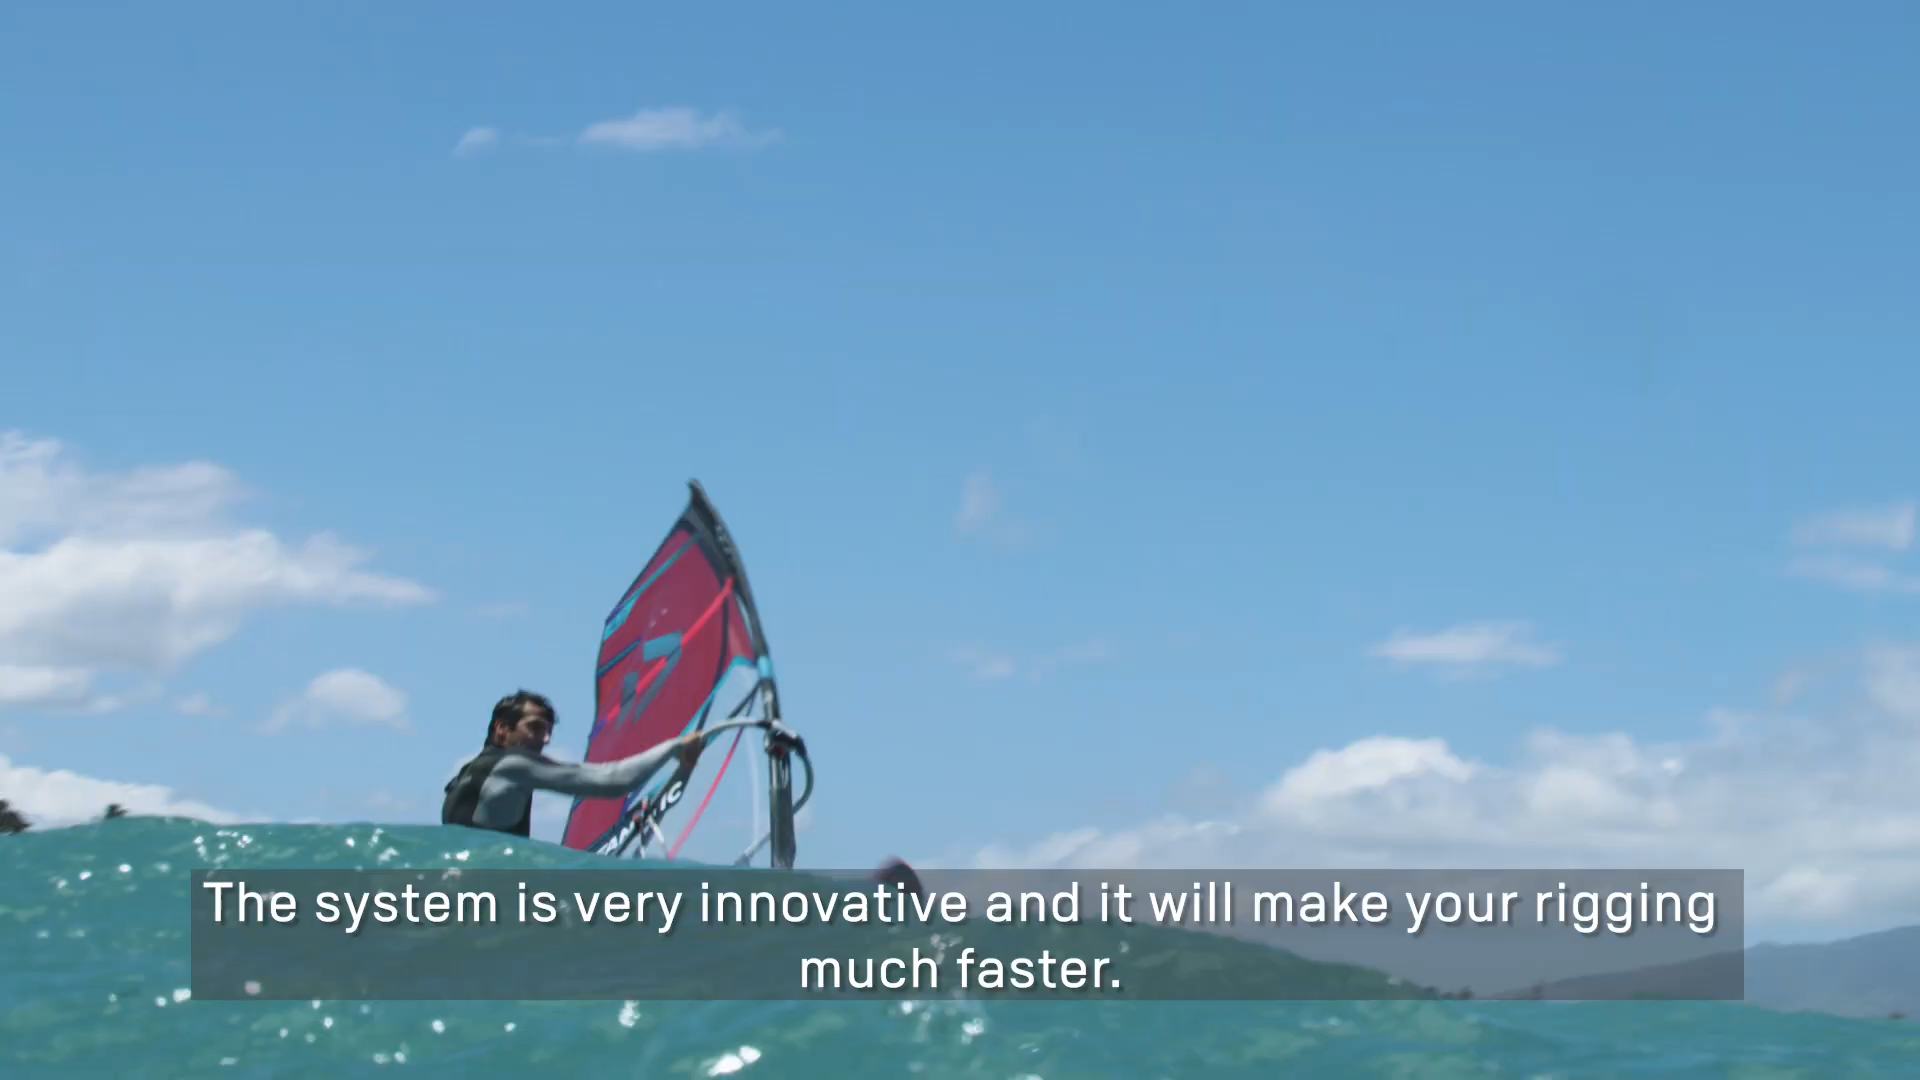 The system is very innovative and it will make your rigging
much faster.